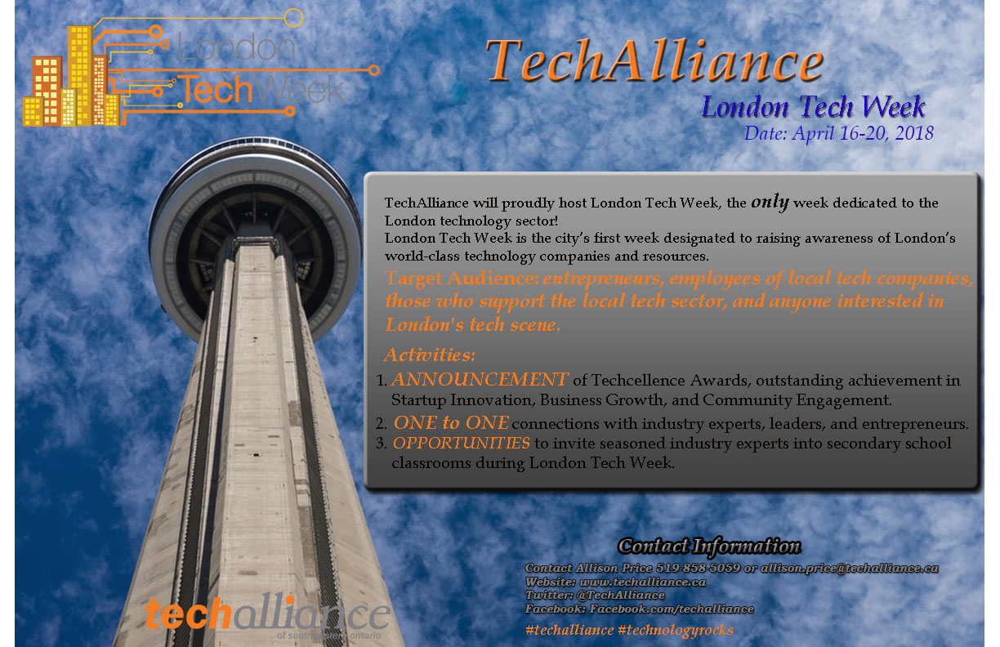 London
TechWeek
TechAlliance
London Tech Week
Date: April 16-20, 2018
TechAlliance will proudly host London Tech Week, the only week dedicated to the
London technology sector!
London Tech Week is the city’s first week designated to raising awareness of London’s
world-class technology companies and resources.
Target Audience: entrepreneurs, employees of local tech companies,
those who support the local tech sector, and anyone interested in
London's tech scene.
Activities:
1. ANNOUNCEMENT of Techcellence Awards, outstanding achievement in
Startup Innovation, Business Growth, and Community Engagement.
2. ONE to ONE connections with industry experts, leaders, and entrepreneurs.
3. OPPORTUNITIES to invite seasoned industry experts into secondary school
classrooms during London Tech Week.
Contact Information
Contact Allison Price 519-858-5059 or allison.price@techalliance.ca
Website: www.techalliance.ca
Twitter: @TechAlliance
Facebook: Facebook.com/techalliance
#techalliance #technologyrocks
techalliance
of southwestern ontario